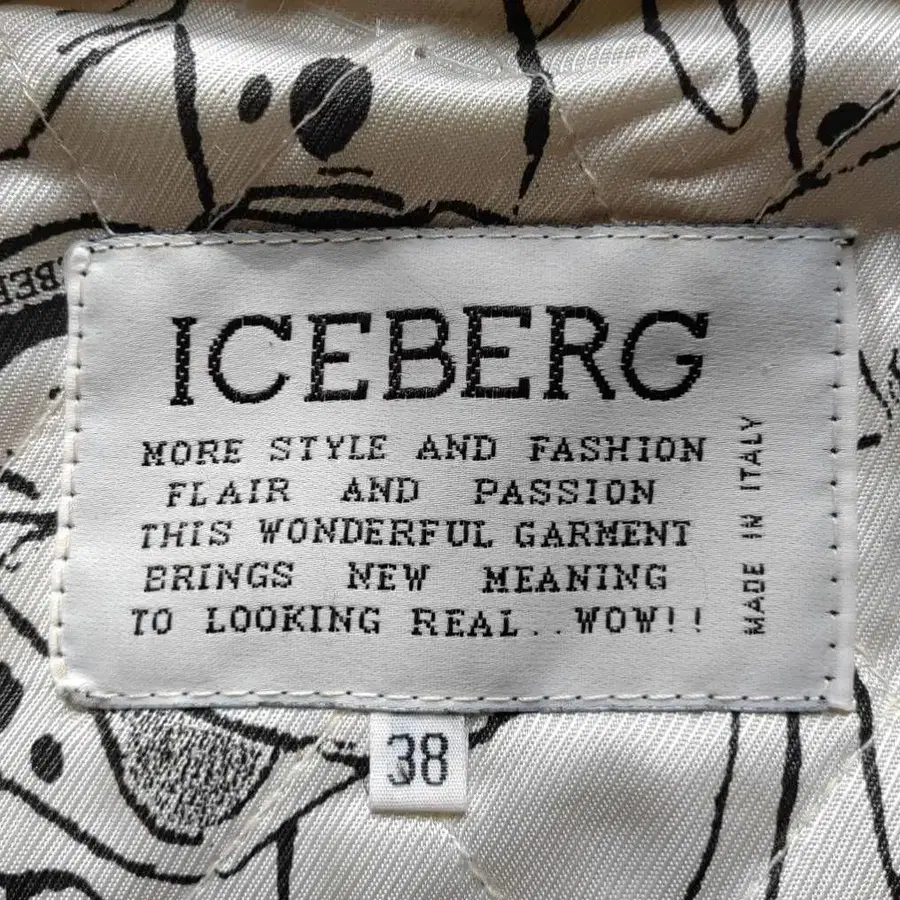 ICEBERG
MORE STYLE AND FASHION
FLAIR AND PASSION
THIS WONDERFUL GARMENT
BRINGS NEW MEANING
TO LOOKING REAL..WOW!!
MADE IN ITALY
38